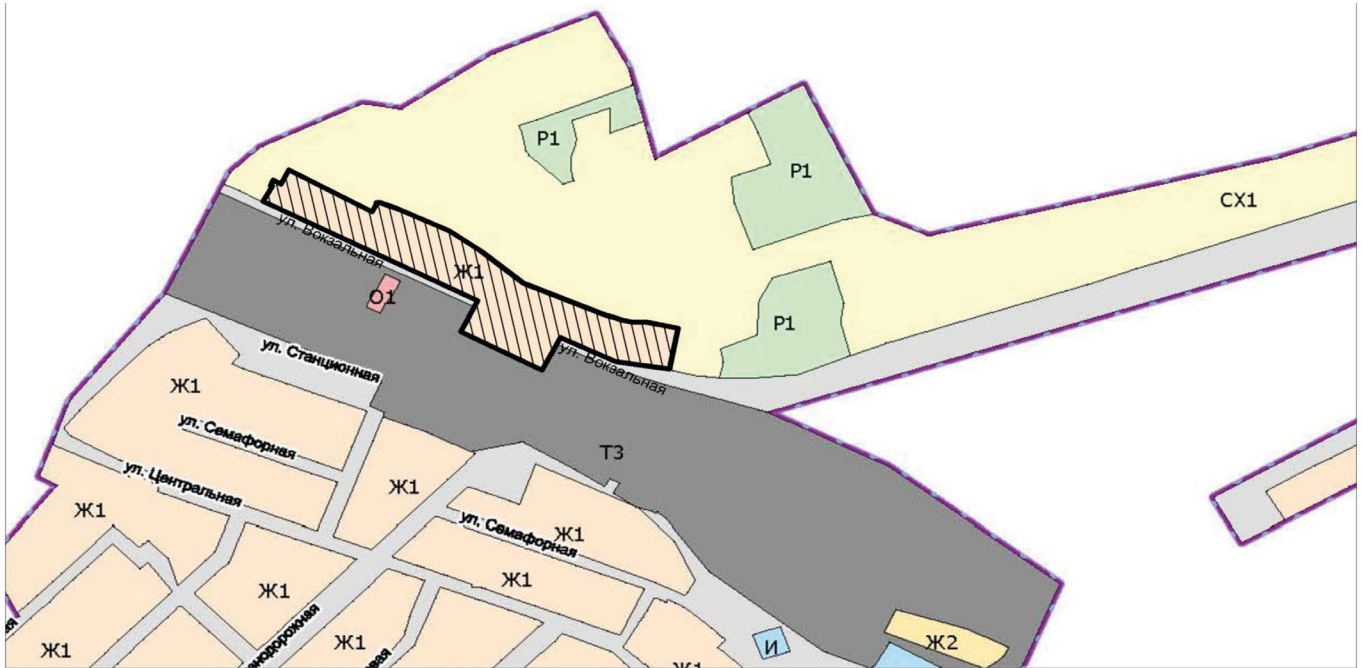 Р1
Р1
СХ1
ул. Вокзальная
Ж1
О1
Р1
ул. Станционная
ул. Вокзальная
Ж1
ул. Семафорная
Т3
ул. Центральная
Ж1
Ж1
ул. Семафорная
Ж1
Ж1
Ж1
Ж1
Ж1
Ж1
И
Ж2